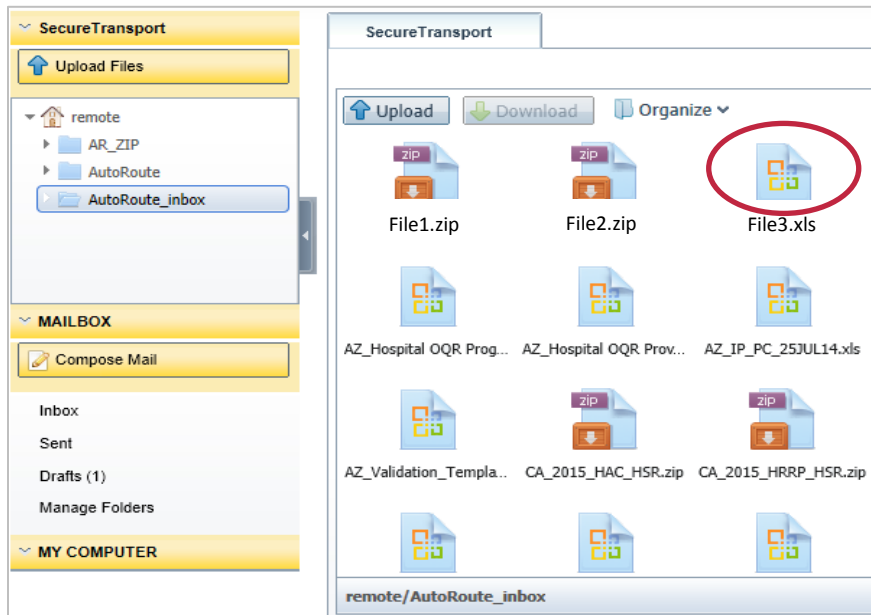 SecureTransport
Upload Files
remote
AR_ZIP
AutoRoute
AutoRoute_inbox
MAILBOX
Compose Mail
Inbox
Sent
Drafts (1)
Manage Folders
MY COMPUTER
SecureTransport
Upload Download Organize
zip zip
File1.zip File2.zip File3.xls
AZ_Hospital OQR Prog... AZ_Hospital OQR Prov... AZ_IP_PC_25JUL14.xls
zip zip
AZ_Validation_Templa... CA_2015_HAC_HSR.zip CA_2015_HRRP_HSR.zip
remote/AutoRoute_inbox